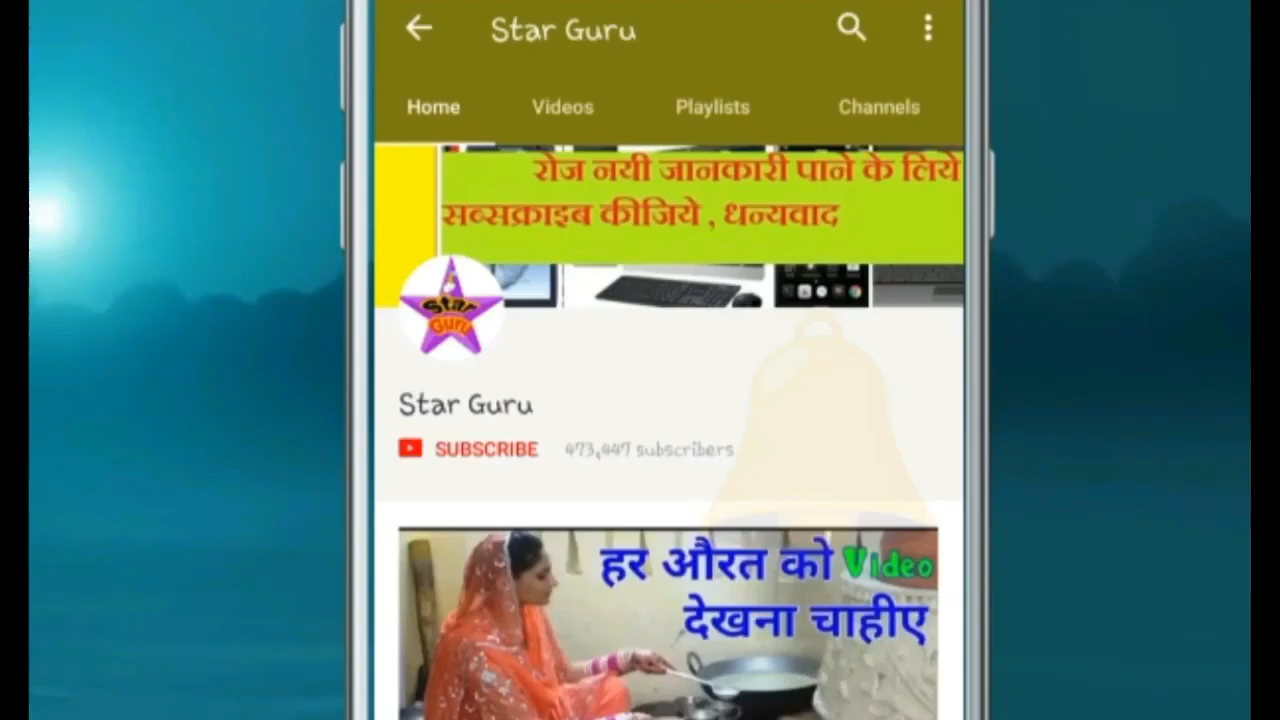 Star Guru
Home Videos Playlists Channels
रोज नयी जानकारी पाने के लिये
सब्सक्राइब कीजिये , धन्यवाद
Star
Guru
Star Guru
SUBSCRIBE 473,447 subscribers
हर औरत को Video
देखना चाहीए